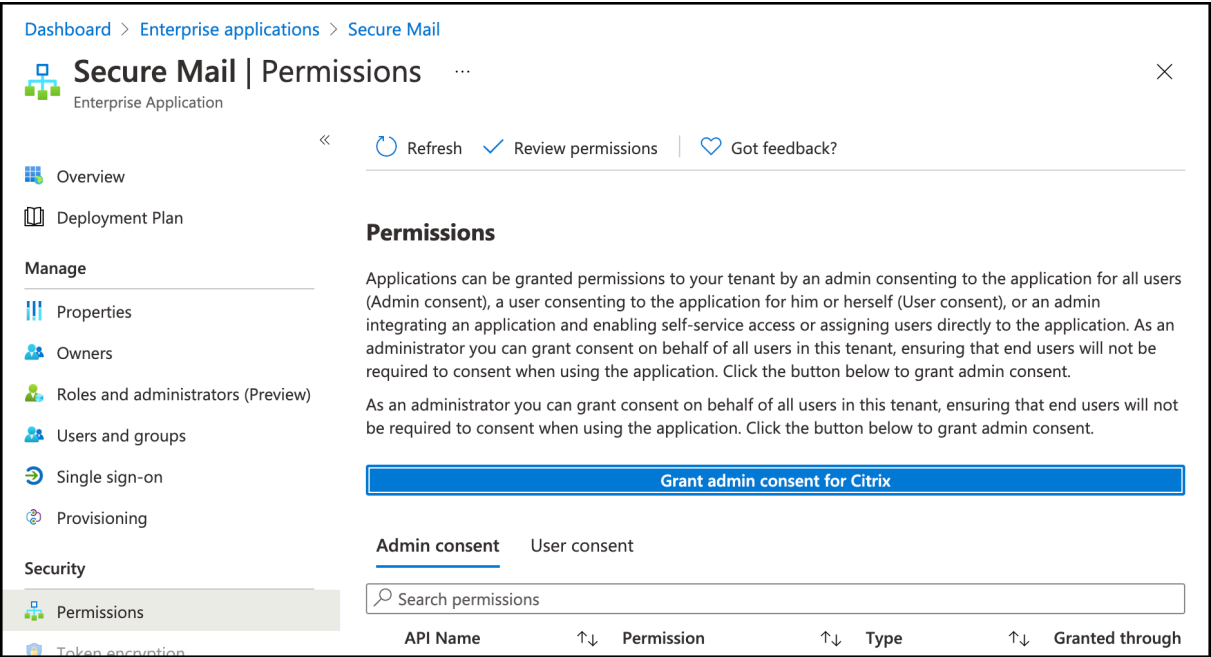 Dashboard > Enterprise applications > Secure Mail
Secure Mail | Permissions ...
Enterprise Application
«
Overview
Deployment Plan
Manage
Properties
Owners
Roles and administrators (Preview)
Users and groups
Single sign-on
Provisioning
Security
Permissions
Token encryption
Refresh
Review permissions
Got feedback?
Permissions
Applications can be granted permissions to your tenant by an admin consenting to the application for all users
(Admin consent), a user consenting to the application for him or herself (User consent), or an admin
integrating an application and enabling self-service access or assigning users directly to the application. As an
administrator you can grant consent on behalf of all users in this tenant, ensuring that end users will not be
required to consent when using the application. Click the button below to grant admin consent.
As an administrator you can grant consent on behalf of all users in this tenant, ensuring that end users will not
be required to consent when using the application. Click the button below to grant admin consent.
Grant admin consent for Citrix
Admin consent
User consent
Search permissions
API Name ↑↓ Permission ↑↓ Type ↑↓ Granted through